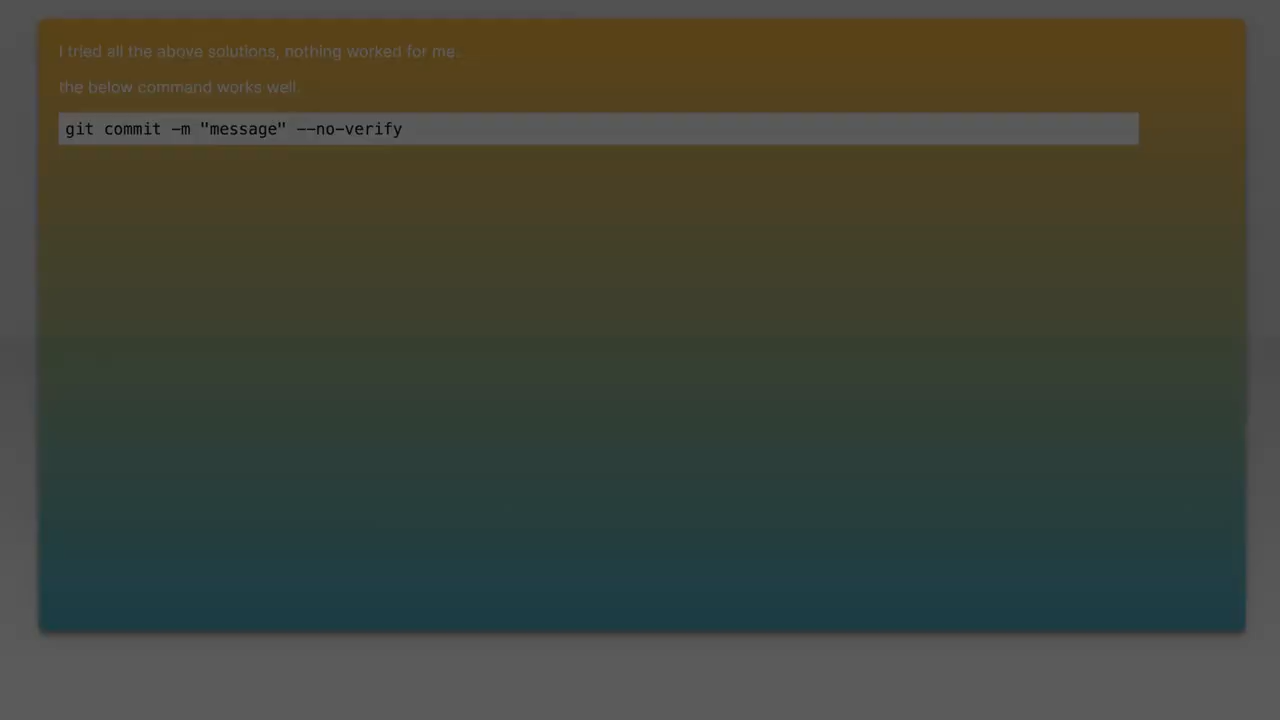 I tried all the above solutions, nothing worked for me.
the below command works well.
git commit -m "message" --no-verify